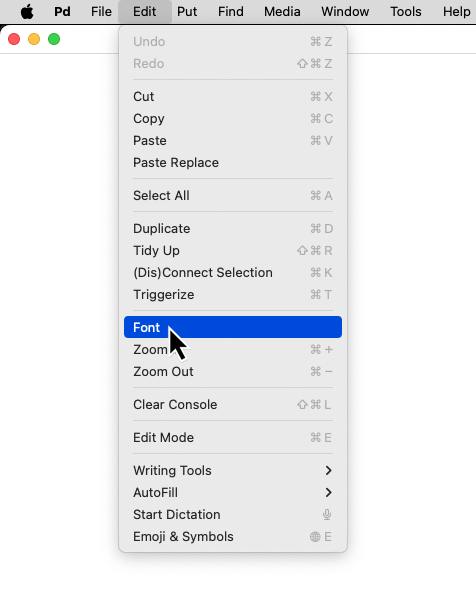 Pd File Edit Put Find Media Window Tools Help
Undo ⌘Z
Redo ⇧⌘Z
Cut ⌘X
Copy ⌘C
Paste ⌘V
Paste Replace
Select All ⌘A
Duplicate ⌘D
Tidy Up ⇧⌘R
(Dis)Connect Selection ⌘K
Triggerize ⌘T
Font
Zoom ⌘+
Zoom Out ⌘−
Clear Console ⇧⌘L
Edit Mode ⌘E
Writing Tools
AutoFill
Start Dictation
Emoji & Symbols E